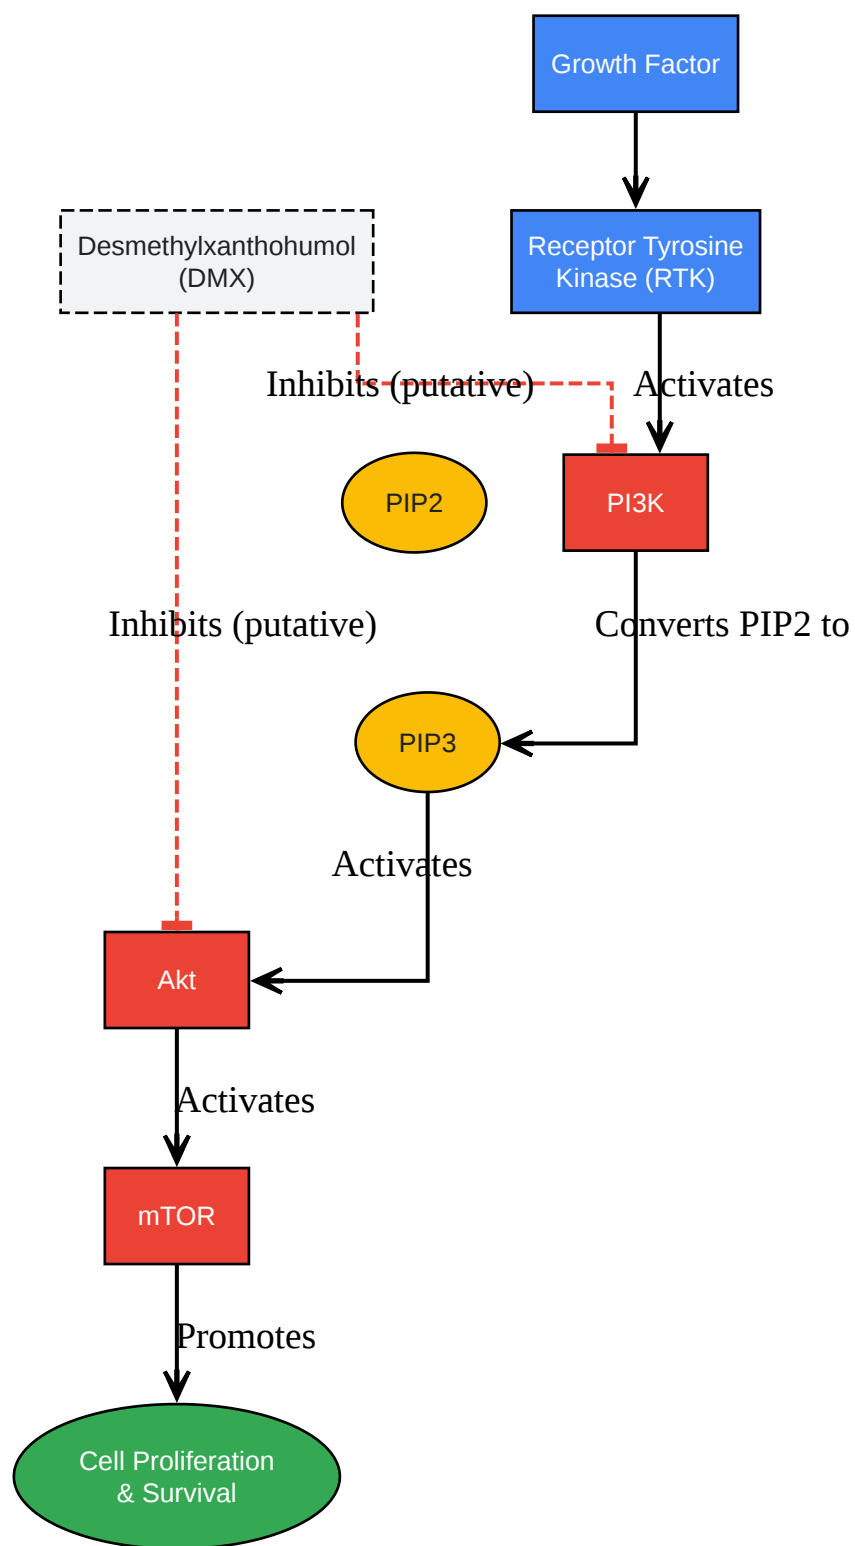 Growth Factor
Desmethylxanthohumol
(DMX)
Receptor Tyrosine
Kinase (RTK)
Inhibits (putative)
Activates
PIP2
PI3K
Inhibits (putative)
Converts PIP2 to
PIP3
Activates
Akt
Activates
mTOR
Promotes
Cell Proliferation
& Survival